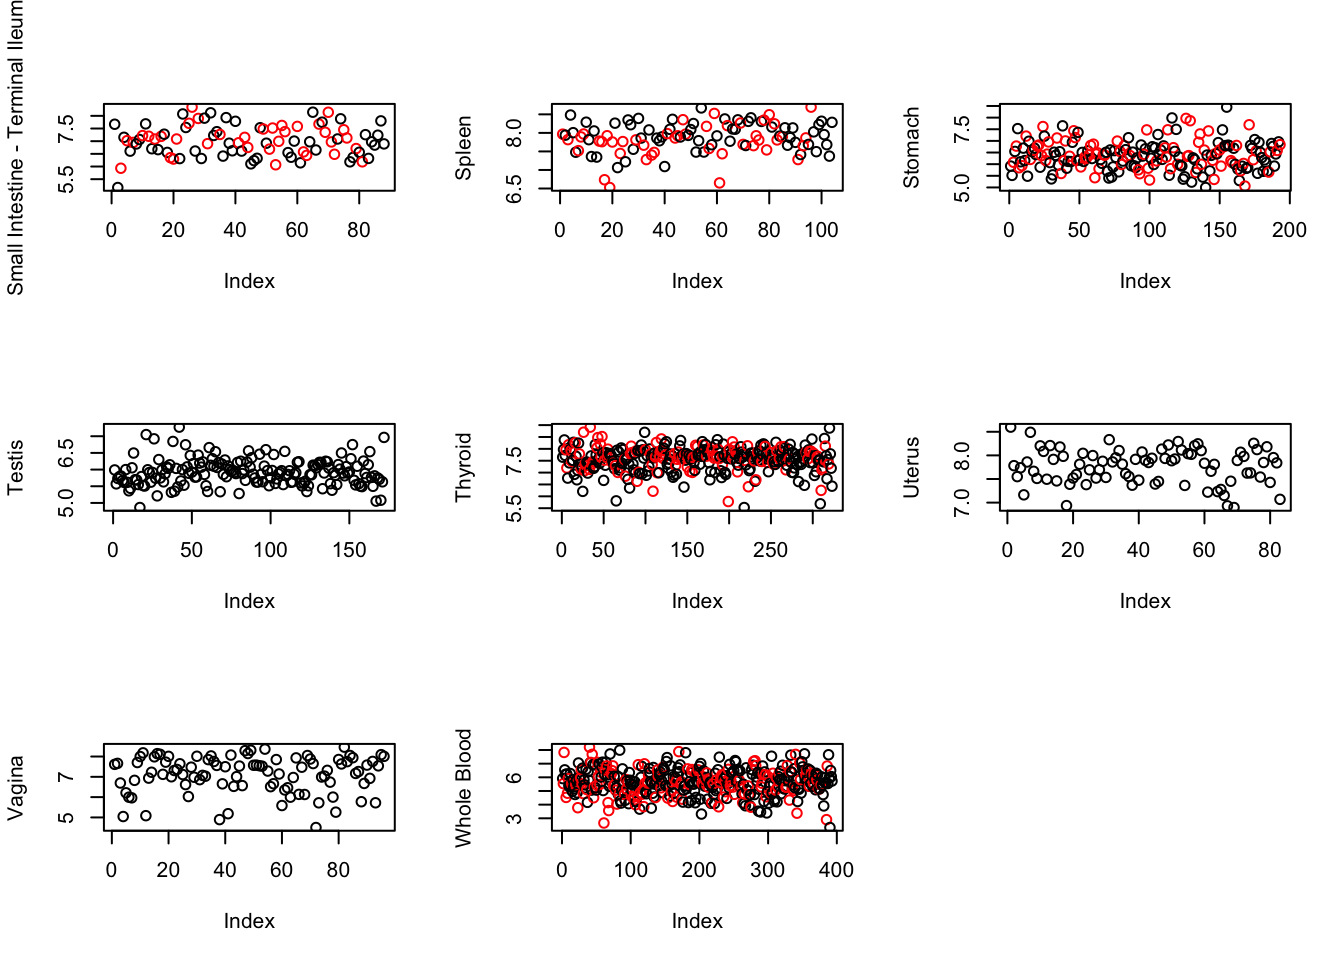 Small Intestine - Terminal Ileum
5.5 7.5
0 20 40 60 80
Index
Spleen
6.5 8.0
0 20 40 60 80 100
Index
Stomach
5.0 7.5
0 50 100 150 200
Index
Testis
5.0 6.5
0 50 100 150
Index
Thyroid
5.5 7.5
0 50 150 250
Index
Uterus
7.0 8.0
0 20 40 60 80
Index
Vagina
5 7
0 20 40 60 80
Index
Whole Blood
3 6
0 100 200 300 400
Index